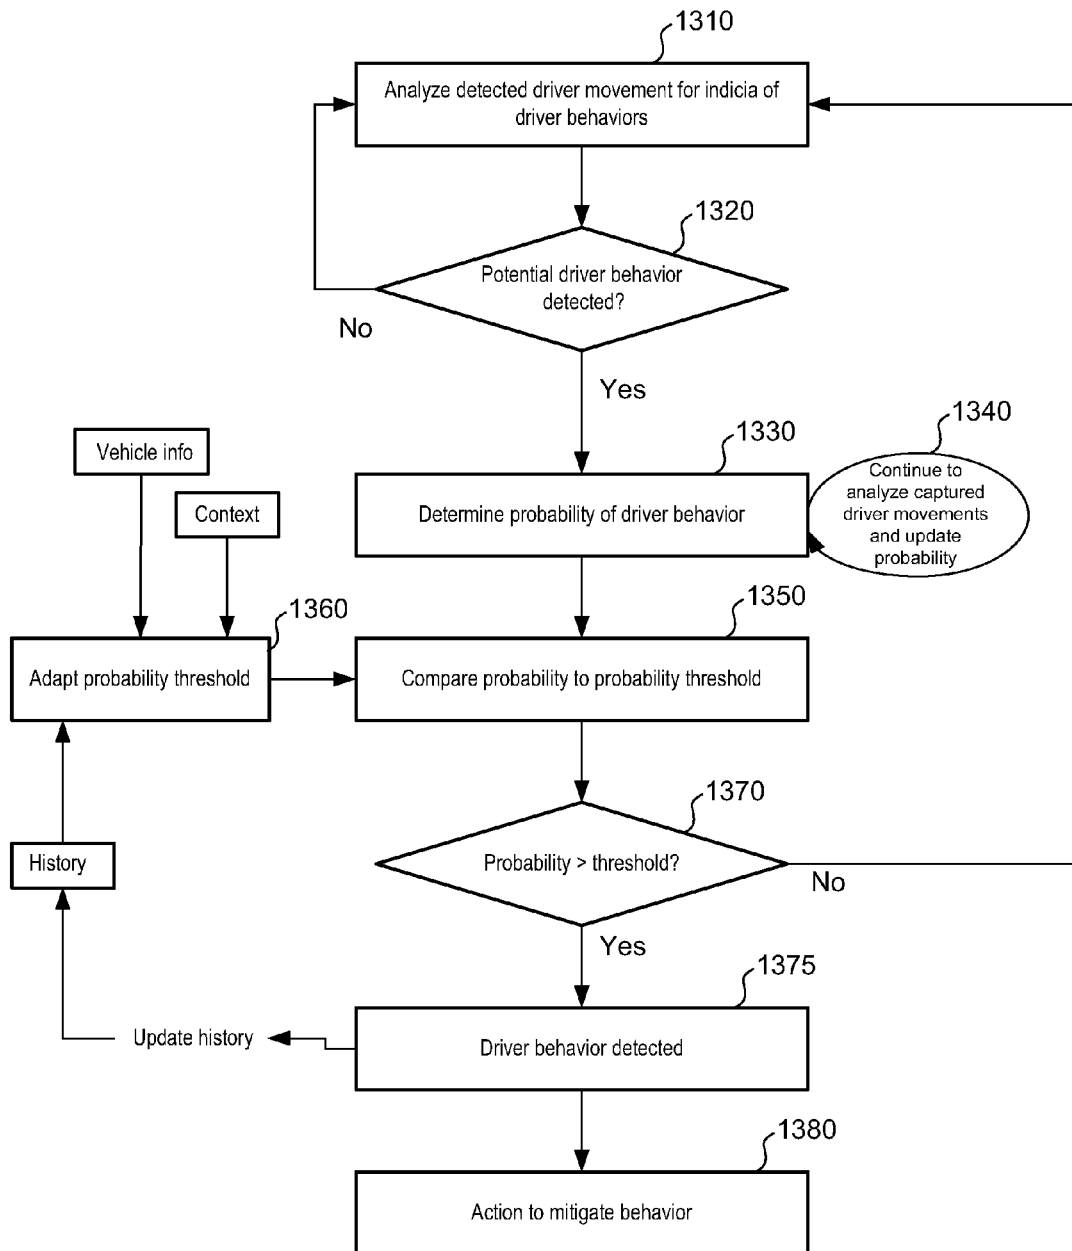 1310
Analyze detected driver movement for indicia of
driver behaviors
1320
Potential driver behavior
detected?
No
Yes
1330
1340
Vehicle info
Continue to
analyze captured
driver movements
and update
probability
Context
Determine probability of driver behavior
1360
1350
Adapt probability threshold
Compare probability to probability threshold
1370
History
Probability > threshold?
No
Yes
1375
Update history
Driver behavior detected
1380
Action to mitigate behavior